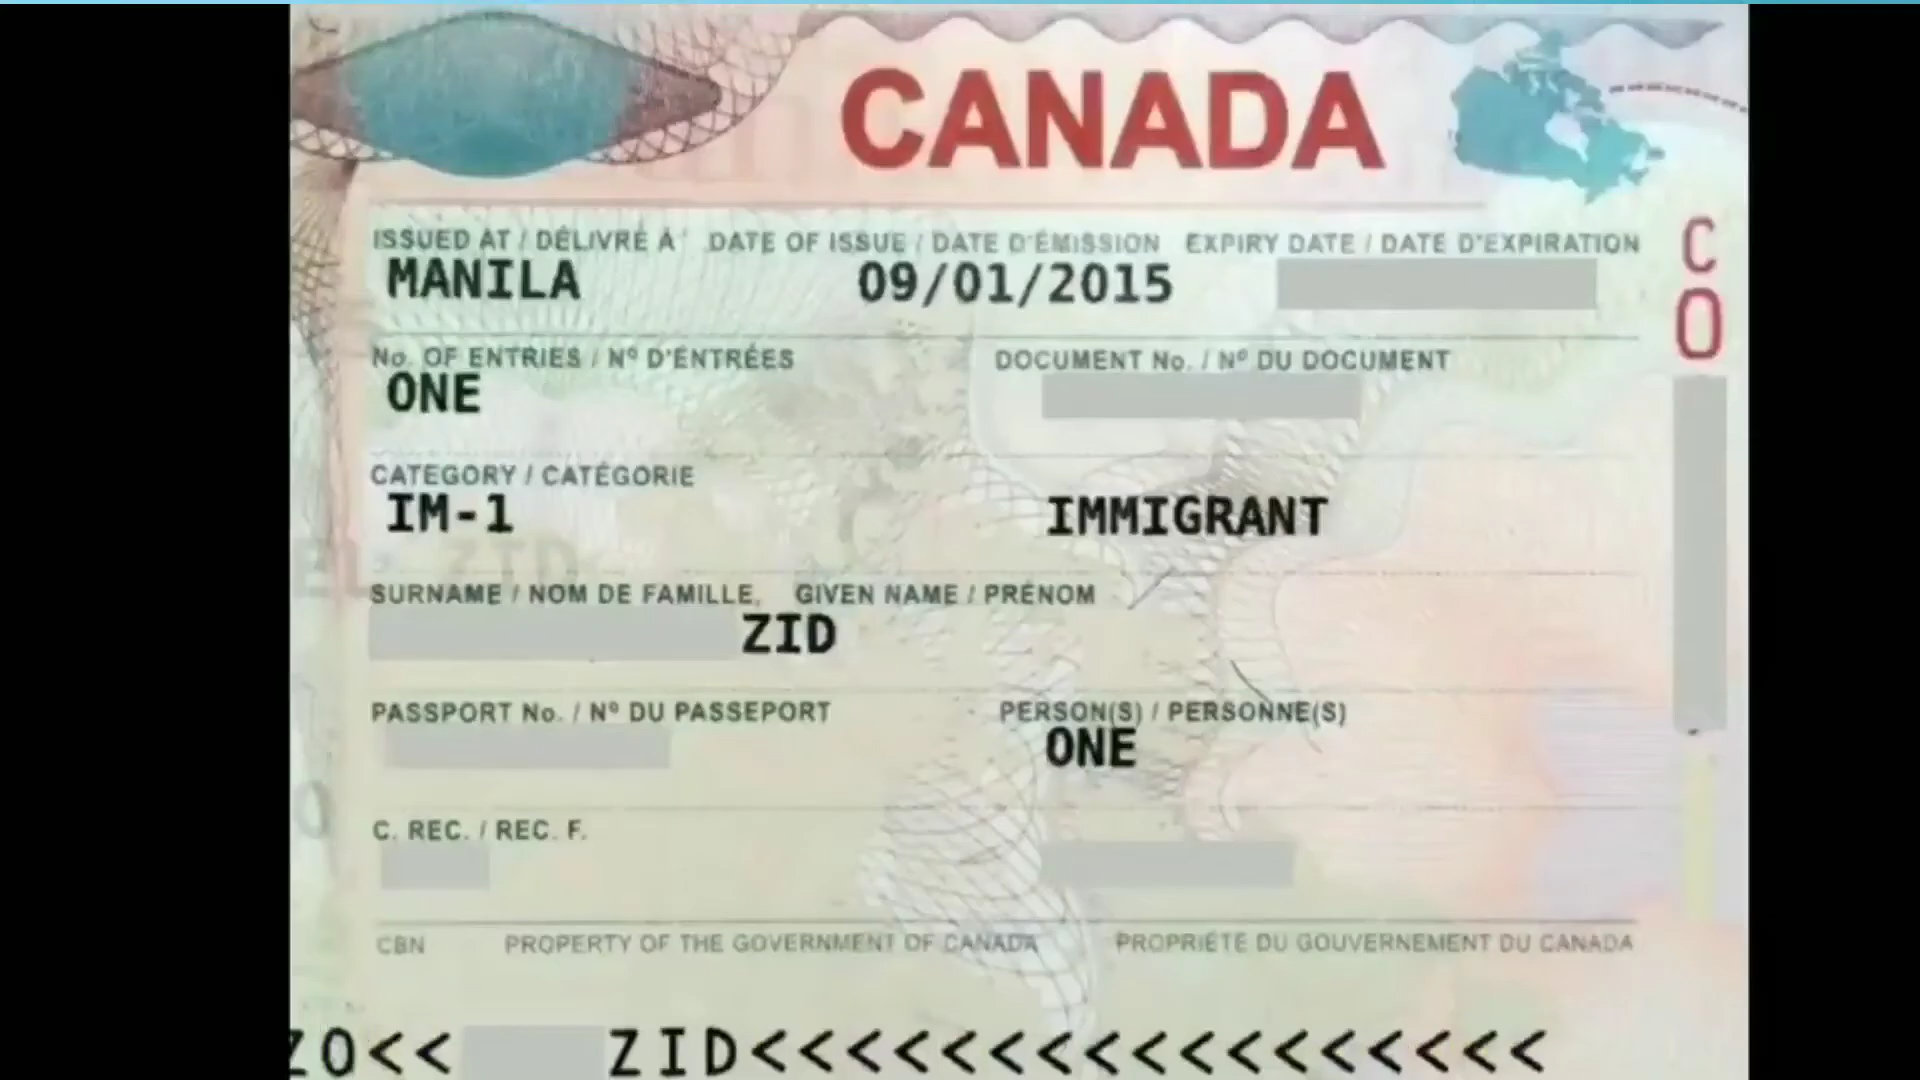 CANADA
ISSUED AT / DÉLIVRÉ À DATE OF ISSUE / DATE D'ÉMISSION EXPIRY DATE / DATE D'EXPIRATION
MANILA 09/01/2015
No. OF ENTRIES / Nº D'ENTRÉES DOCUMENT No. / Nº DU DOCUMENT
ONE
CATEGORY / CATÉGORIE
IM-1 IMMIGRANT
SURNAME / NOM DE FAMILLE, GIVEN NAME / PRÉNOM
ZID
PASSPORT No. / Nº DU PASSEPORT PERSON(S) / PERSONNE(S)
ONE
C. REC. / REC. F.
CBN PROPERTY OF THE GOVERNMENT OF CANADA PROPRIÉTÉ DU GOUVERNEMENT DU CANADA
ZO<< ZID<<<<<<<<<<<<<<<<<
CO